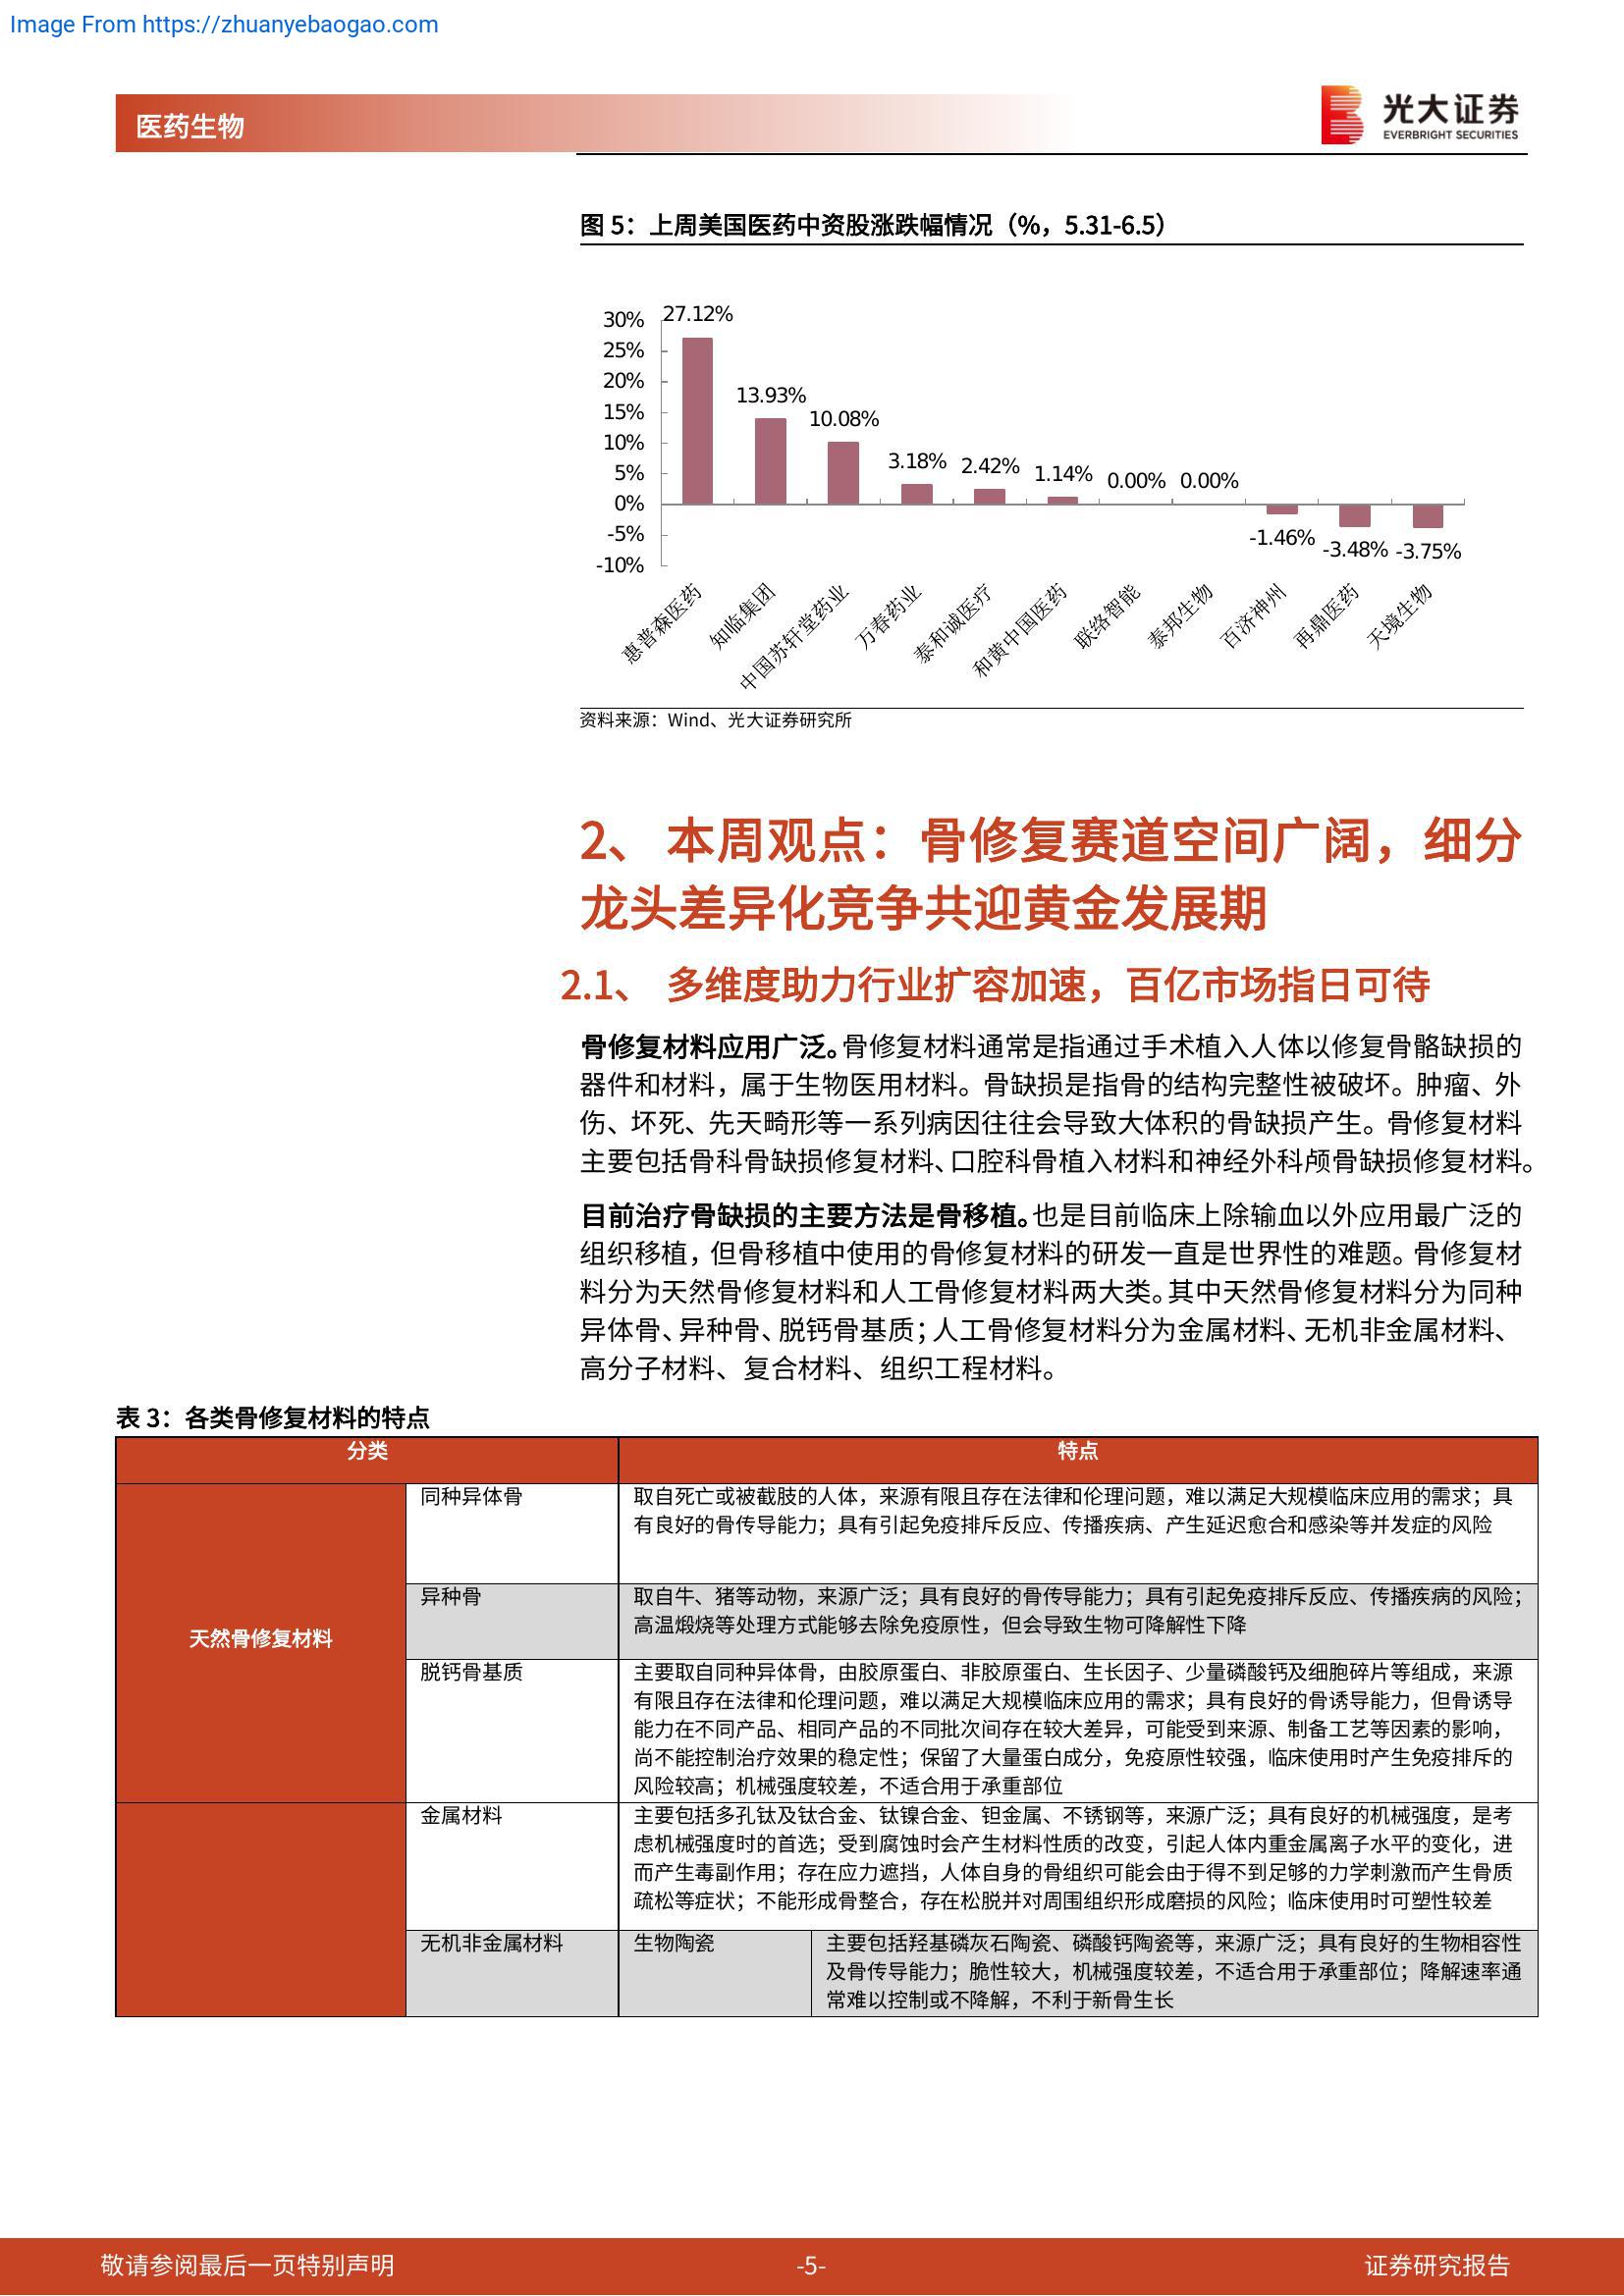 Image From https://zhuanyebaogao.com
医药生物
光大证券
EVERBRIGHT SECURITIES
图 5：上周美国医药中资股涨跌幅情况（%，5.31-6.5）
30%
25%
20%
15%
10%
5%
0%
-5%
-10%
27.12%
13.93%
10.08%
3.18%
2.42%
1.14%
0.00%
0.00%
-1.46%
-3.48%
-3.75%
惠普森医药
知临集团
中国苏轩堂药业
万春药业
泰和诚医疗
和黄中国医药
联络智能
泰邦生物
百济神州
再鼎医药
天境生物
资料来源：Wind、光大证券研究所
2、 本周观点：骨修复赛道空间广阔，细分
龙头差异化竞争共迎黄金发展期
2.1、 多维度助力行业扩容加速，百亿市场指日可待
骨修复材料应用广泛。骨修复材料通常是指通过手术植入人体以修复骨骼缺损的
器件和材料，属于生物医用材料。骨缺损是指骨的结构完整性被破坏。肿瘤、外
伤、坏死、先天畸形等一系列病因往往会导致大体积的骨缺损产生。骨修复材料
主要包括骨科骨缺损修复材料、口腔科骨植入材料和神经外科颅骨缺损修复材料。
目前治疗骨缺损的主要方法是骨移植。也是目前临床上除输血以外应用最广泛的
组织移植，但骨移植中使用的骨修复材料的研发一直是世界性的难题。骨修复材
料分为天然骨修复材料和人工骨修复材料两大类。其中天然骨修复材料分为同种
异体骨、异种骨、脱钙骨基质；人工骨修复材料分为金属材料、无机非金属材料、
高分子材料、复合材料、组织工程材料。
表 3：各类骨修复材料的特点
分类
特点
天然骨修复材料
同种异体骨
取自死亡或被截肢的人体，来源有限且存在法律和伦理问题，难以满足大规模临床应用的需求；具
有良好的骨传导能力；具有引起免疫排斥反应、传播疾病、产生延迟愈合和感染等并发症的风险
异种骨
取自牛、猪等动物，来源广泛；具有良好的骨传导能力；具有引起免疫排斥反应、传播疾病的风险；
高温煅烧等处理方式能够去除免疫原性，但会导致生物可降解性下降
脱钙骨基质
主要取自同种异体骨，由胶原蛋白、非胶原蛋白、生长因子、少量磷酸钙及细胞碎片等组成，来源
有限且存在法律和伦理问题，难以满足大规模临床应用的需求；具有良好的骨诱导能力，但骨诱导
能力在不同产品、相同产品的不同批次间存在较大差异，可能受到来源、制备工艺等因素的影响，
尚不能控制治疗效果的稳定性；保留了大量蛋白成分，免疫原性较强，临床使用时产生免疫排斥的
风险较高；机械强度较差，不适合用于承重部位
金属材料
主要包括多孔钛及钛合金、钛镍合金、钽金属、不锈钢等，来源广泛；具有良好的机械强度，是考
虑机械强度时的首选；受到腐蚀时会产生材料性质的改变，引起人体内重金属离子水平的变化，进
而产生毒副作用；存在应力遮挡，人体自身的骨组织可能会由于得不到足够的力学刺激而产生骨质
疏松等症状；不能形成骨整合，存在松脱并对周围组织形成磨损的风险；临床使用时可塑性较差
无机非金属材料
生物陶瓷
主要包括羟基磷灰石陶瓷、磷酸钙陶瓷等，来源广泛；具有良好的生物相容性
及骨传导能力；脆性较大，机械强度较差，不适合用于承重部位；降解速率通
常难以控制或不降解，不利于新骨生长
敬请参阅最后一页特别声明
-5-
证券研究报告